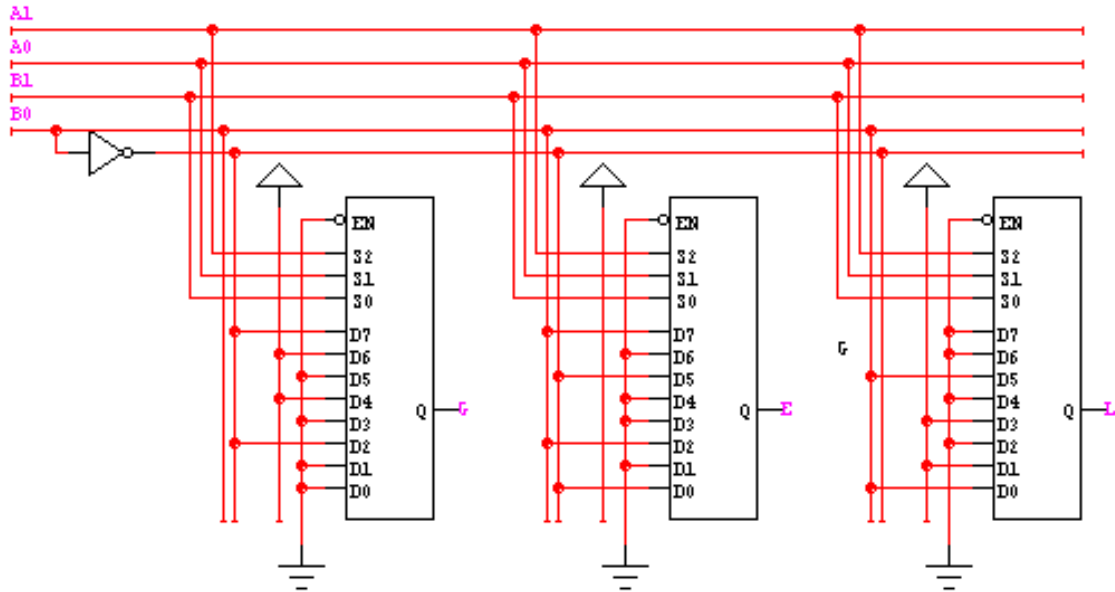 A1
A0
B1
B0
EN
S2
S1
S0
D7
D6
D5
D4
D3
D2
D1
D0
Q
G
EN
S2
S1
S0
D7
D6
D5
D4
D3
D2
D1
D0
Q
E
G
EN
S2
S1
S0
D7
D6
D5
D4
D3
D2
D1
D0
Q
L